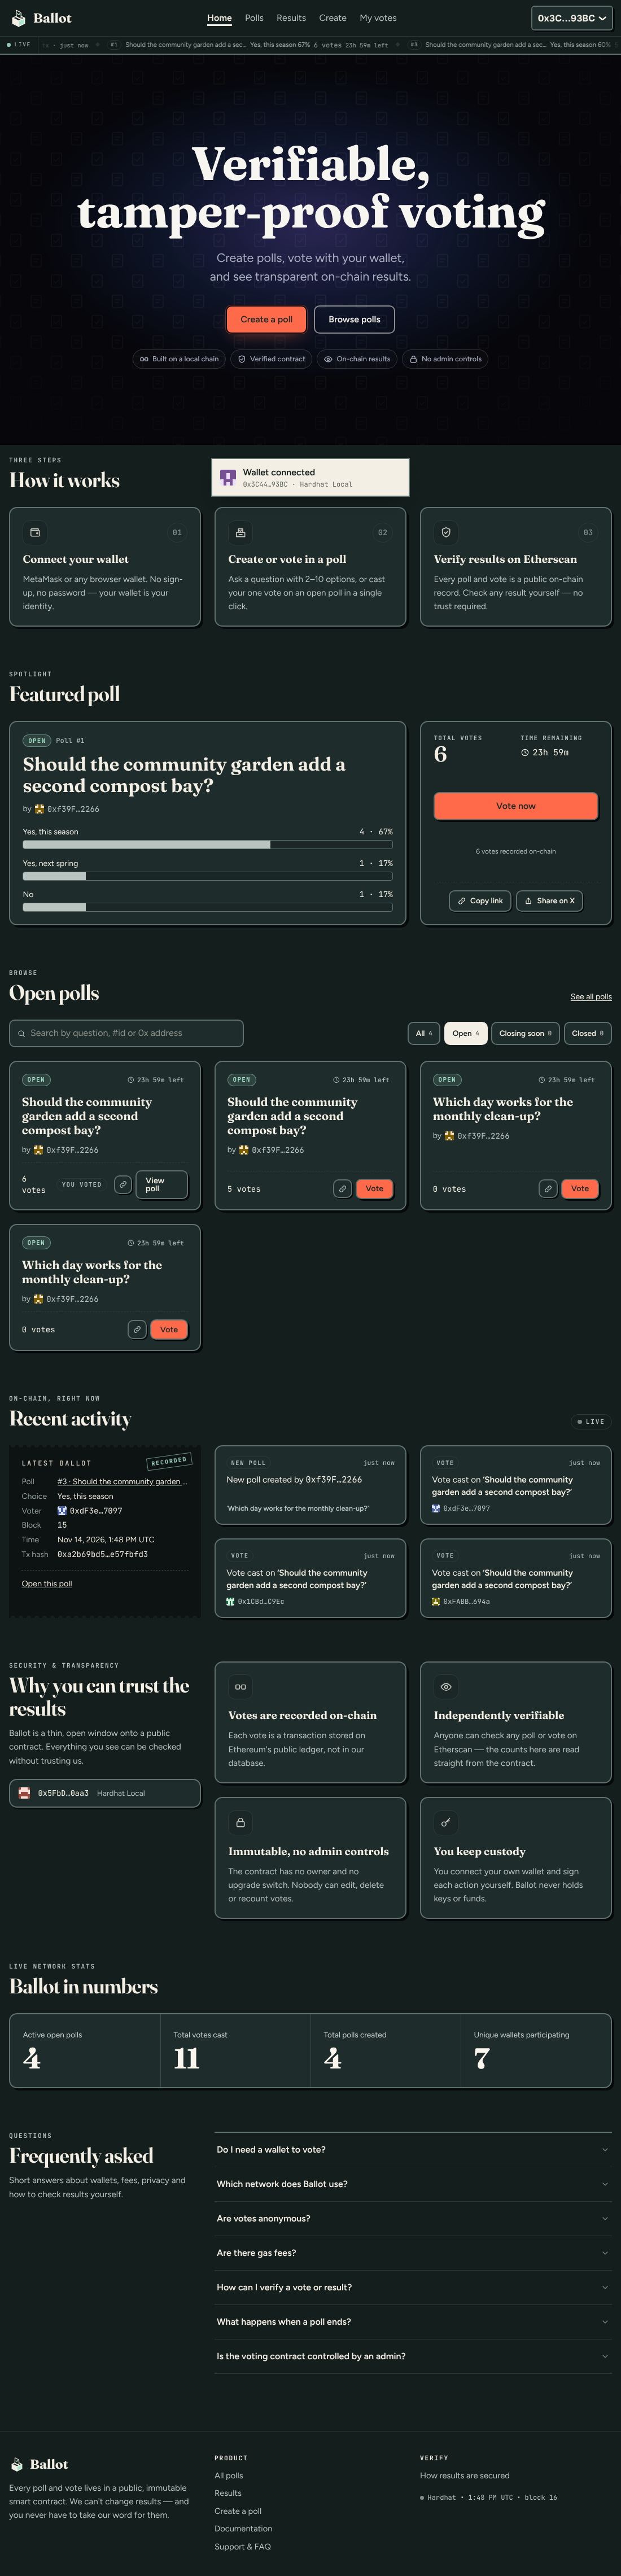 Ballot
Home Polls Results Create My votes
0x3C…93BC
LIVE
just now
#1 Should the community garden add a sec… Yes, this season 67% 6 votes 23h 59m left
#3 Should the community garden add a sec… Yes, this season 60%
Verifiable,
tamper-proof voting
Create polls, vote with your wallet,
and see transparent on-chain results.
Create a poll
Browse polls
Built on a local chain
Verified contract
On-chain results
No admin controls
THREE STEPS
How it works
Wallet connected
0x3C44…93BC · Hardhat Local
01
Connect your wallet
MetaMask or any browser wallet. No sign-
up, no password — your wallet is your
identity.
02
Create or vote in a poll
Ask a question with 2–10 options, or cast
your one vote on an open poll in a single
click.
03
Verify results on Etherscan
Every poll and vote is a public on-chain
record. Check any result yourself — no
trust required.
SPOTLIGHT
Featured poll
OPEN Poll #1
Should the community garden add a
second compost bay?
by 0xf39F…2266
Yes, this season 4 · 67%
Yes, next spring 1 · 17%
No 1 · 17%
TOTAL VOTES
6
TIME REMAINING
23h 59m
Vote now
6 votes recorded on-chain
Copy link
Share on X
BROWSE
Open polls
See all polls
Search by question, #id or 0x address
All 4
Open 4
Closing soon 0
Closed 0
OPEN 23h 59m left
Should the community
garden add a second
compost bay?
by 0xf39F…2266
6
votes
YOU VOTED
View
poll
OPEN 23h 59m left
Should the community
garden add a second
compost bay?
by 0xf39F…2266
5 votes
Vote
OPEN 23h 59m left
Which day works for the
monthly clean-up?
by 0xf39F…2266
0 votes
Vote
OPEN 23h 59m left
Which day works for the
monthly clean-up?
by 0xf39F…2266
0 votes
Vote
ON-CHAIN, RIGHT NOW
Recent activity
LIVE
LATEST BALLOT
RECORDED
Poll #3 · Should the community garden …
Choice Yes, this season
Voter 0xdF3e…7097
Block 15
Time Nov 14, 2026, 1:48 PM UTC
Tx hash 0xa2b69bd5…e57fbfd3
Open this poll
NEW POLL just now
New poll created by 0xf39F…2266
‘Which day works for the monthly clean-up?’
VOTE just now
Vote cast on ‘Should the community
garden add a second compost bay?’
0xdF3e…7097
VOTE just now
Vote cast on ‘Should the community
garden add a second compost bay?’
0x1CBd…C9Ec
VOTE just now
Vote cast on ‘Should the community
garden add a second compost bay?’
0xFABB…694a
SECURITY & TRANSPARENCY
Why you can trust the
results
Ballot is a thin, open window onto a public
contract. Everything you see can be checked
without trusting us.
0x5FbD…0aa3 Hardhat Local
Votes are recorded on-chain
Each vote is a transaction stored on
Ethereum’s public ledger, not in our
database.
Independently verifiable
Anyone can check any poll or vote on
Etherscan — the counts here are read
straight from the contract.
Immutable, no admin controls
The contract has no owner and no
upgrade switch. Nobody can edit, delete
or recount votes.
You keep custody
You connect your own wallet and sign
each action yourself. Ballot never holds
keys or funds.
LIVE NETWORK STATS
Ballot in numbers
Active open polls
4
Total votes cast
11
Total polls created
4
Unique wallets participating
7
QUESTIONS
Frequently asked
Short answers about wallets, fees, privacy and
how to check results yourself.
Do I need a wallet to vote?
Which network does Ballot use?
Are votes anonymous?
Are there gas fees?
How can I verify a vote or result?
What happens when a poll ends?
Is the voting contract controlled by an admin?
Ballot
Every poll and vote lives in a public, immutable
smart contract. We can’t change results — and
you never have to take our word for them.
PRODUCT
All polls
Results
Create a poll
Documentation
Support & FAQ
VERIFY
How results are secured
Hardhat • 1:48 PM UTC • block 16